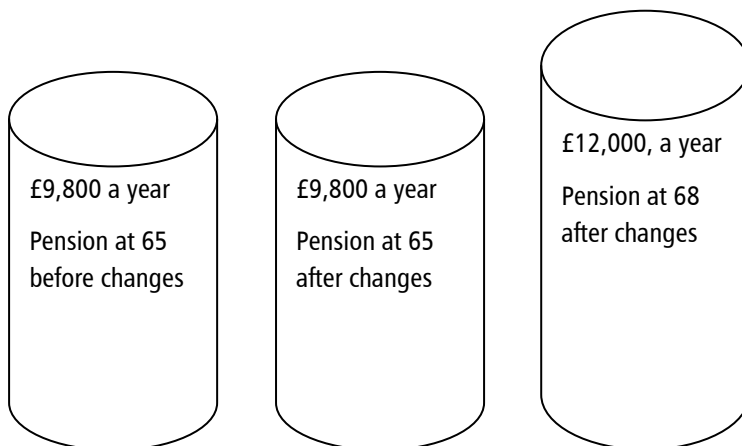 £9,800 a year
Pension at 65
before changes
£9,800 a year
Pension at 65
after changes
£12,000, a year
Pension at 68
after changes